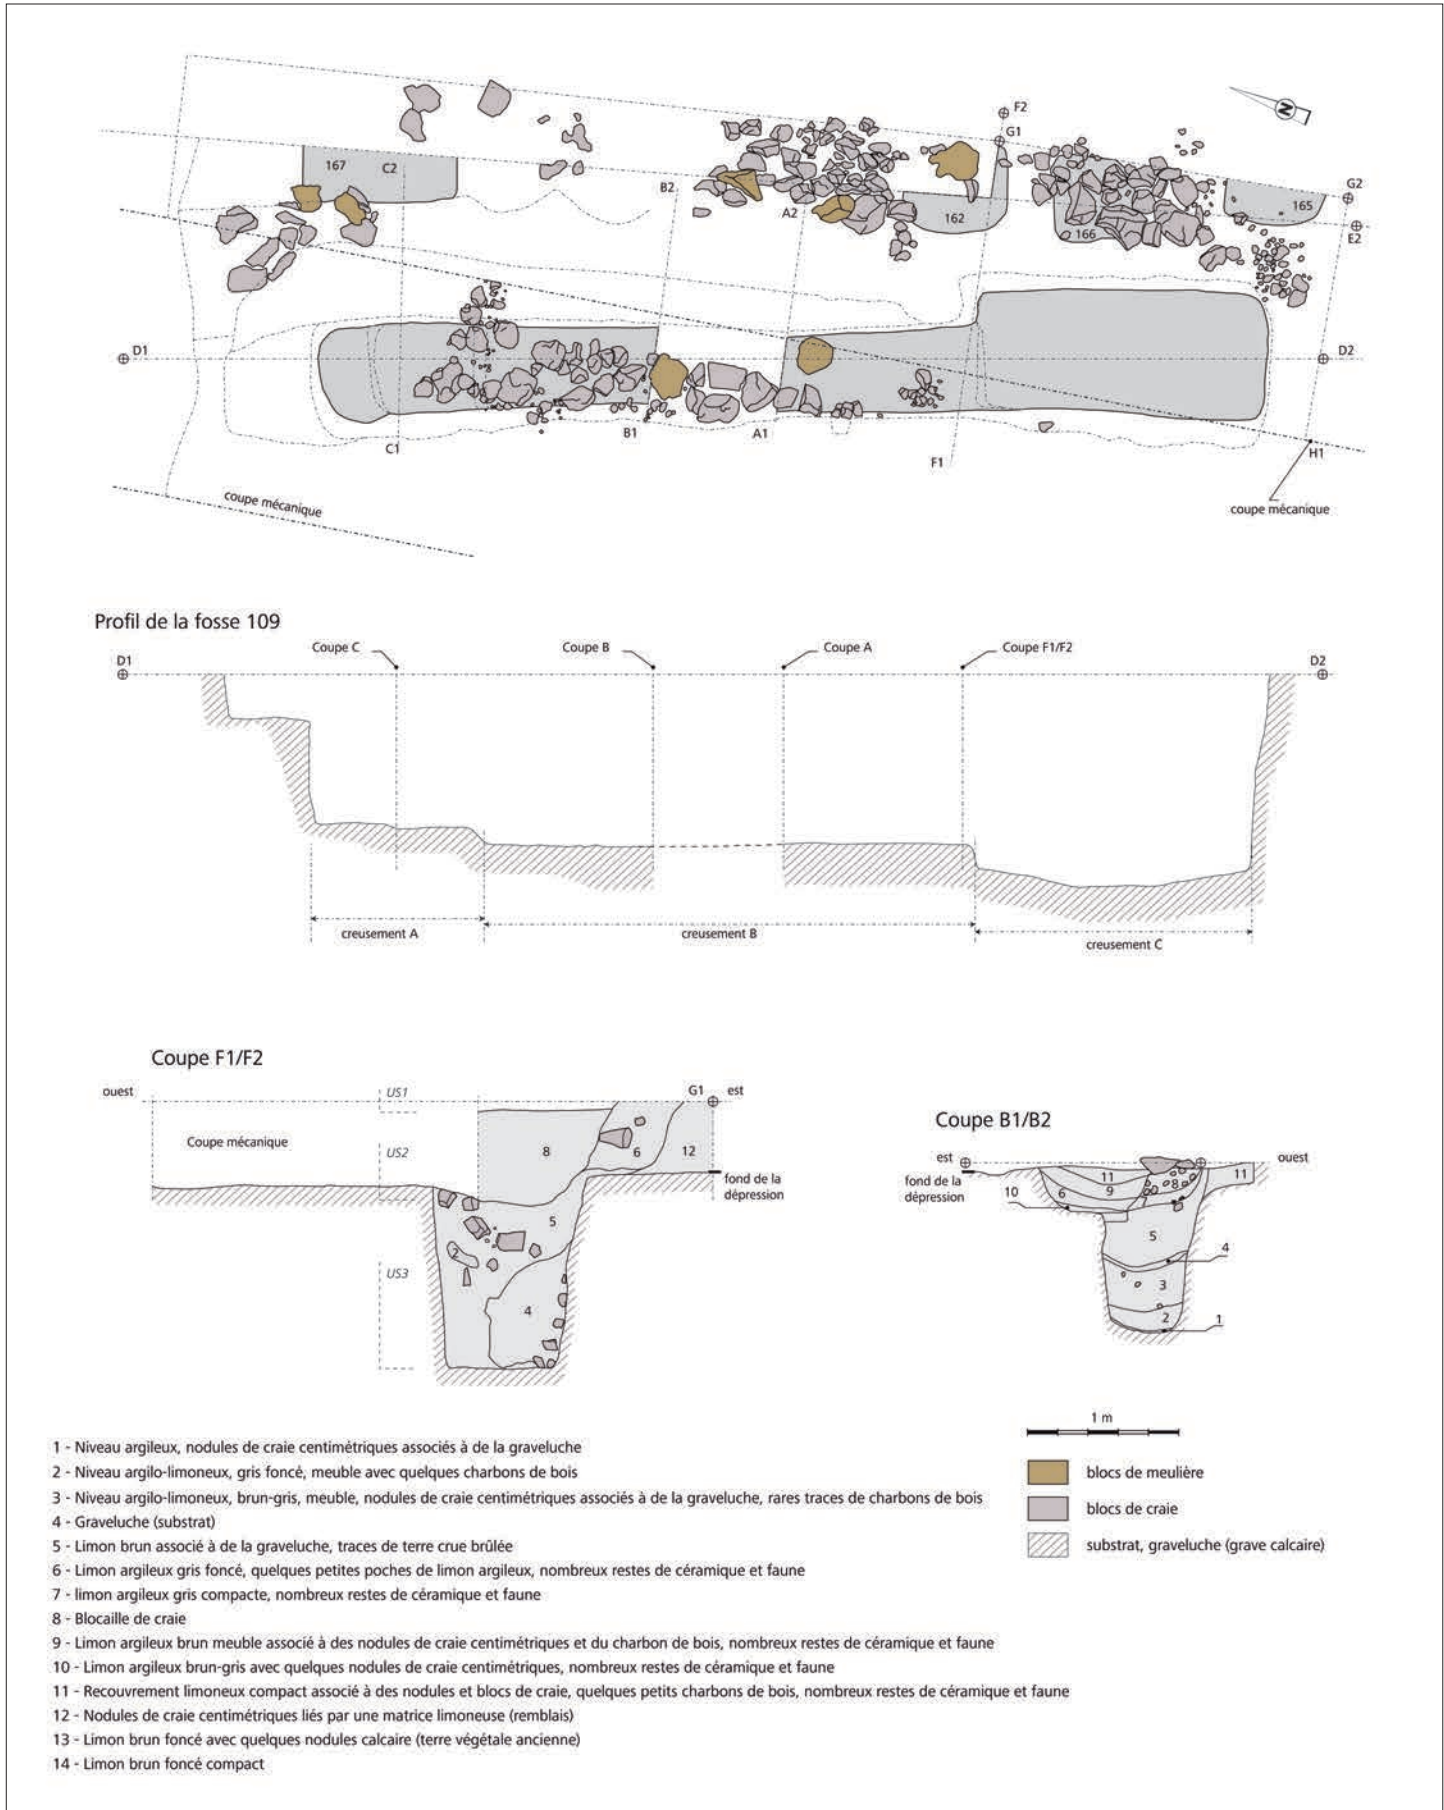 N
F2
G1
167
C2
B2
A2
162
166
165
G2
E2
D1
D2
C1
B1
A1
F1
H1
coupe mécanique
coupe mécanique
Profil de la fosse 109
Coupe C
Coupe B
Coupe A
Coupe F1/F2
D1
D2
creusement A
creusement B
creusement C
Coupe F1/F2
ouest
US1
G1
est
Coupe mécanique
US2
8
6
12
fond de la
dépression
5
2
US3
4
Coupe B1/B2
est
ouest
fond de la
dépression
10
6
11
9
8
11
5
4
3
2
1
1 m
blocs de meulière
blocs de craie
substrat, graveluche (grave calcaire)
1 - Niveau argileux, nodules de craie centimétriques associés à de la graveluche
2 - Niveau argilo-limoneux, gris foncé, meuble avec quelques charbons de bois
3 - Niveau argilo-limoneux, brun-gris, meuble, nodules de craie centimétriques associés à de la graveluche, rares traces de charbons de bois
4 - Graveluche (substrat)
5 - Limon brun associé à de la graveluche, traces de terre crue brûlée
6 - Limon argileux gris foncé, quelques petites poches de limon argileux, nombreux restes de céramique et faune
7 - limon argileux gris compacte, nombreux restes de céramique et faune
8 - Blocaille de craie
9 - Limon argileux brun meuble associé à des nodules de craie centimétriques et du charbon de bois, nombreux restes de céramique et faune
10 - Limon argileux brun-gris avec quelques nodules de craie centimétriques, nombreux restes de céramique et faune
11 - Recouvrement limoneux compact associé à des nodules et blocs de craie, quelques petits charbons de bois, nombreux restes de céramique et faune
12 - Nodules de craie centimétriques liés par une matrice limoneuse (remblais)
13 - Limon brun foncé avec quelques nodules calcaire (terre végétale ancienne)
14 - Limon brun foncé compact